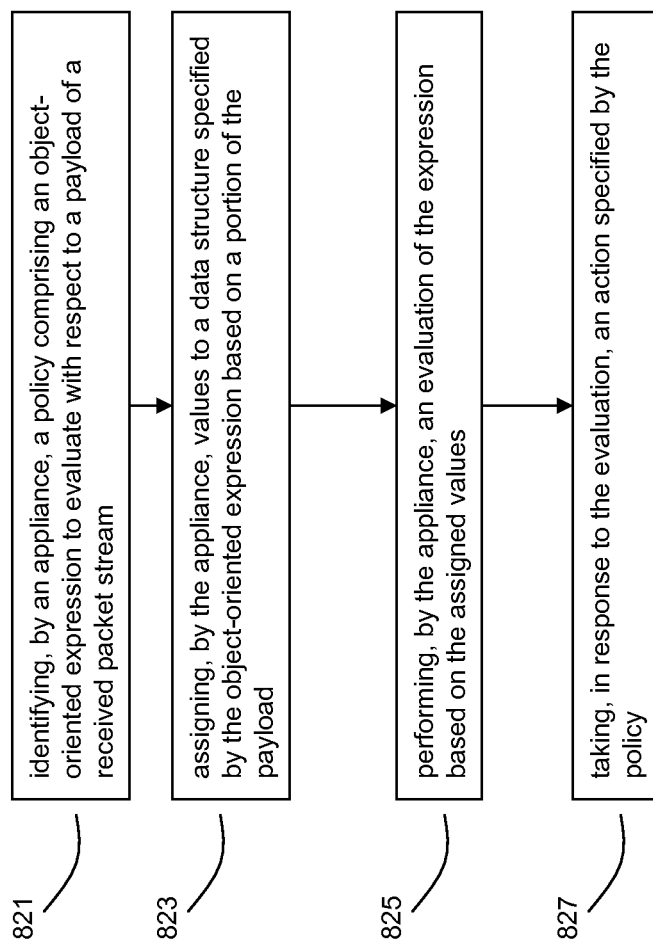 821
identifying, by an appliance, a policy comprising an object-
oriented expression to evaluate with respect to a payload of a
received packet stream
823
assigning, by the appliance, values to a data structure specified
by the object-oriented expression based on a portion of the
payload
825
performing, by the appliance, an evaluation of the expression
based on the assigned values
827
taking, in response to the evaluation, an action specified by the
policy